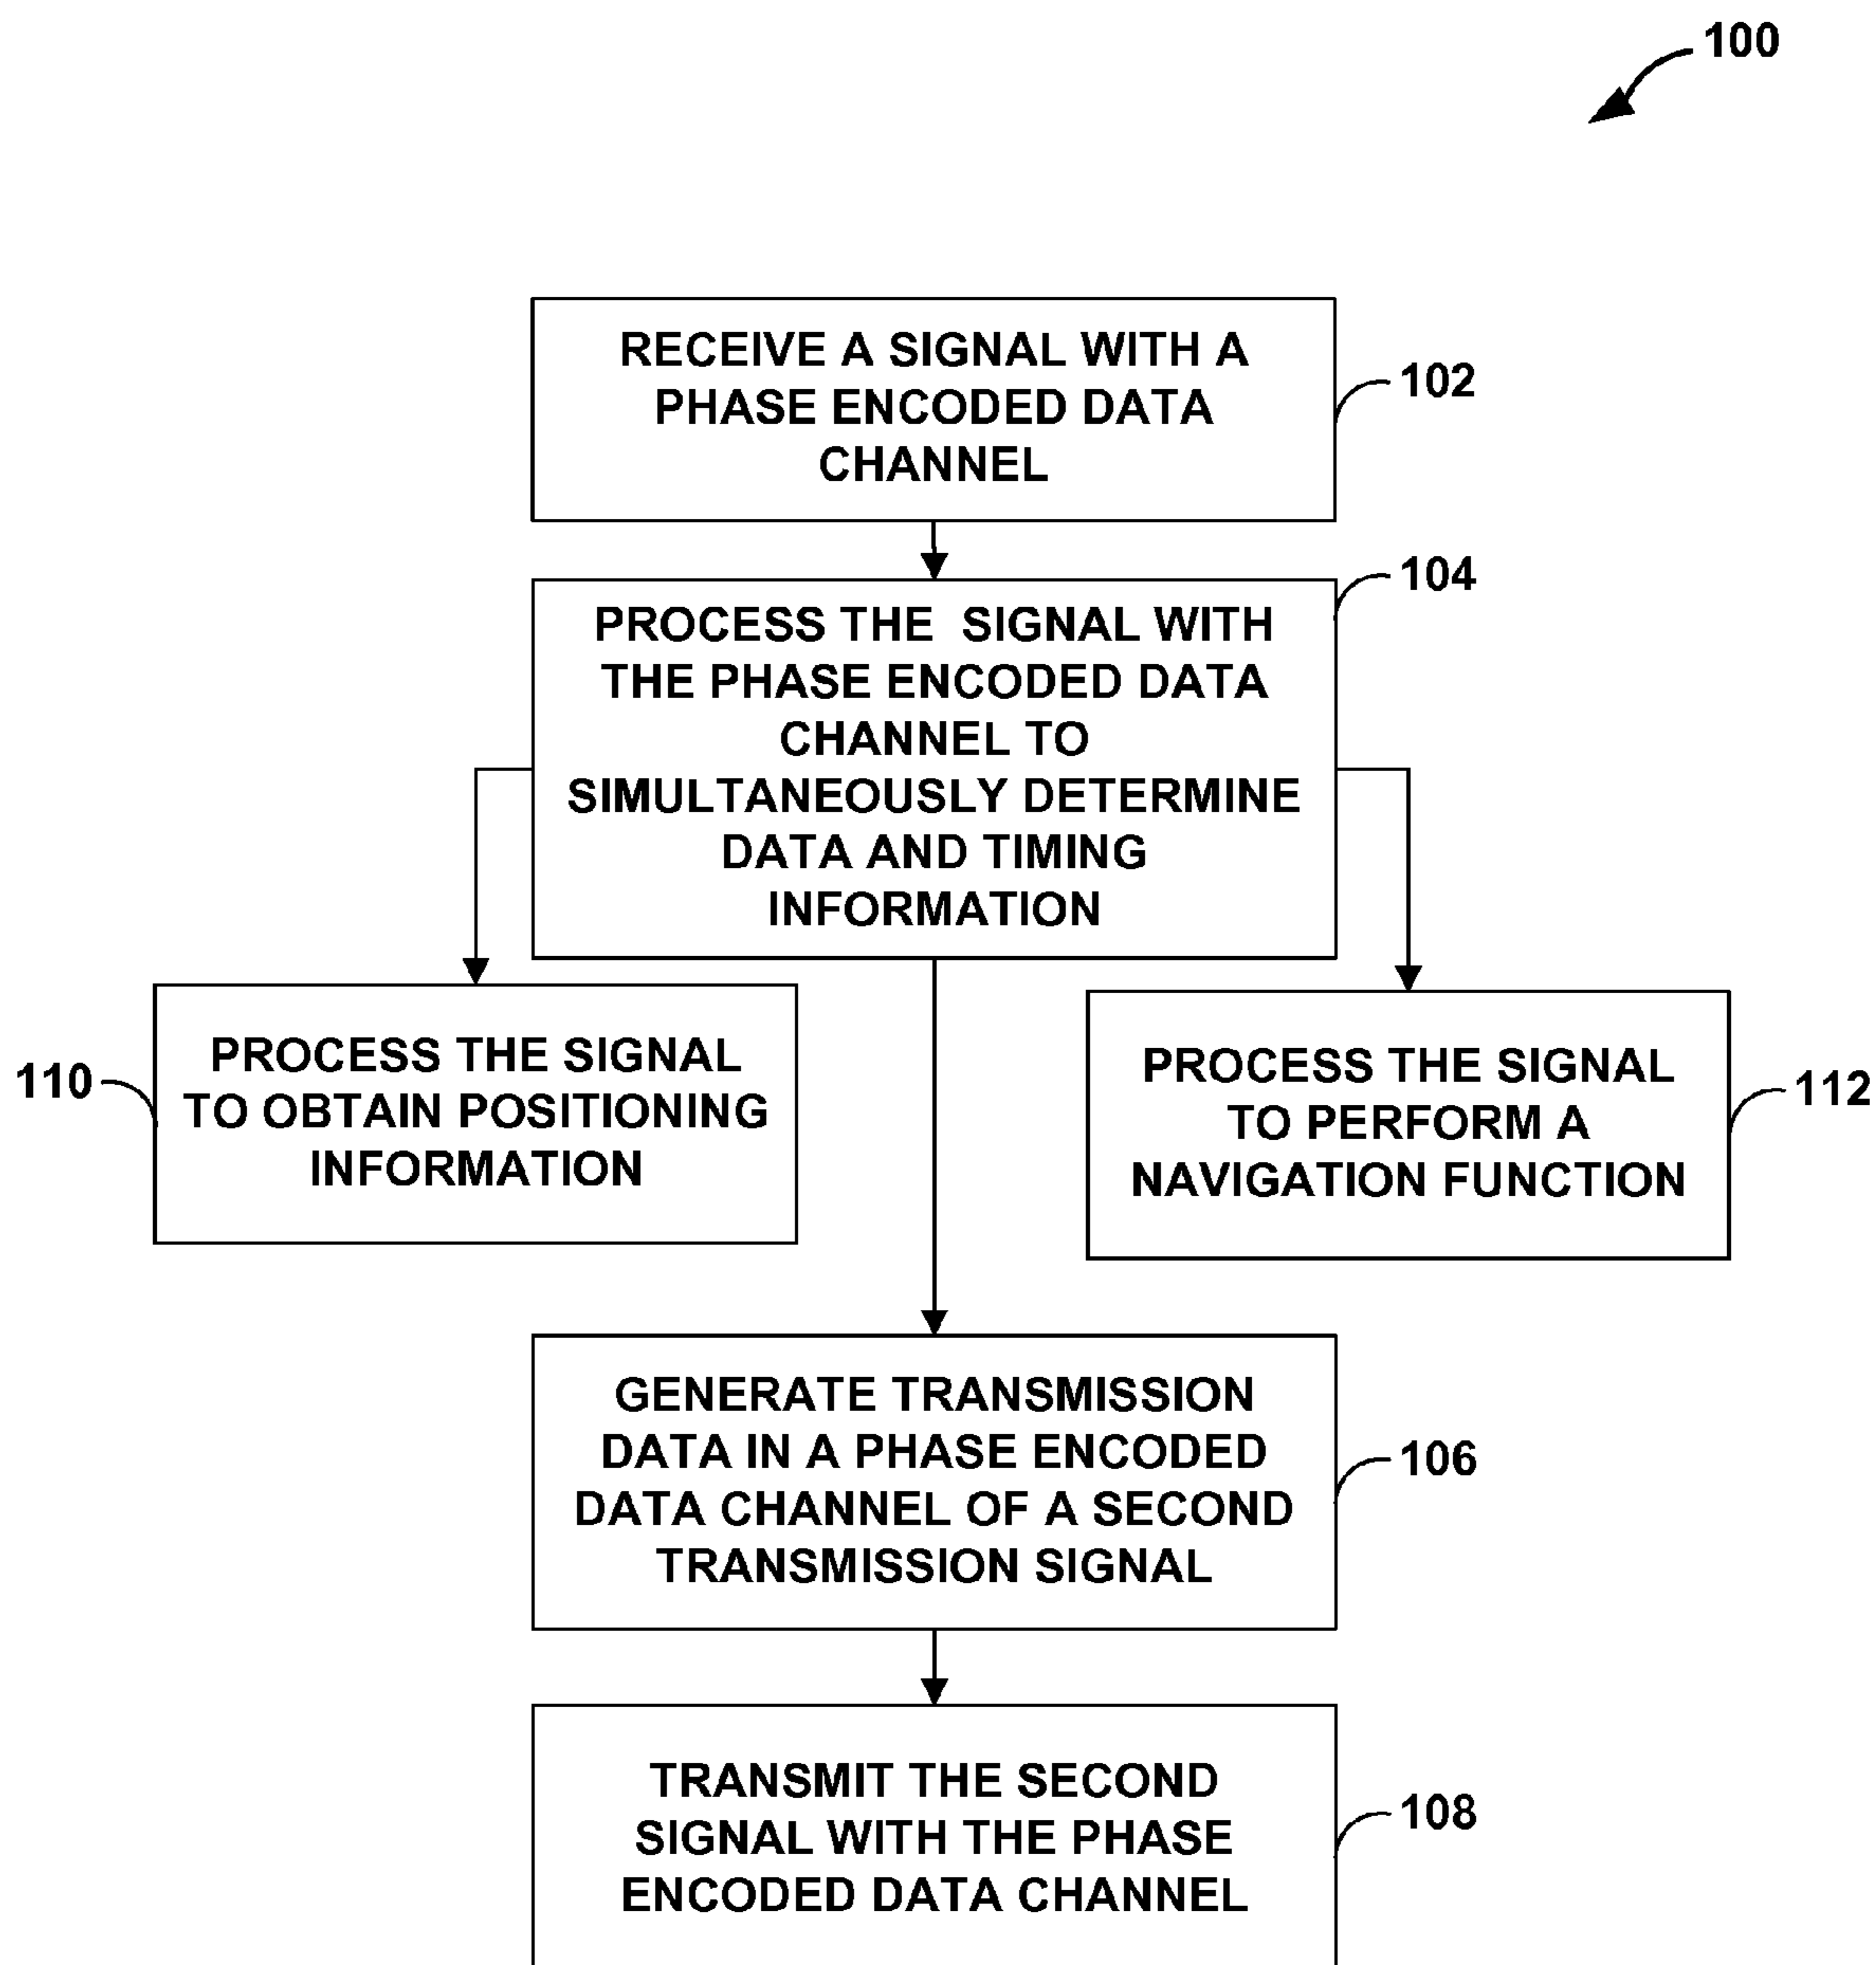 100
RECEIVE A SIGNAL WITH A
PHASE ENCODED DATA
CHANNEL
102
104
PROCESS THE SIGNAL WITH
THE PHASE ENCODED DATA
CHANNEL TO
SIMULTANEOUSLY DETERMINE
DATA AND TIMING
INFORMATION
110
PROCESS THE SIGNAL
TO OBTAIN POSITIONING
INFORMATION
PROCESS THE SIGNAL
TO PERFORM A
NAVIGATION FUNCTION
112
GENERATE TRANSMISSION
DATA IN A PHASE ENCODED
DATA CHANNEL OF A SECOND
TRANSMISSION SIGNAL
106
TRANSMIT THE SECOND
SIGNAL WITH THE PHASE
ENCODED DATA CHANNEL
108